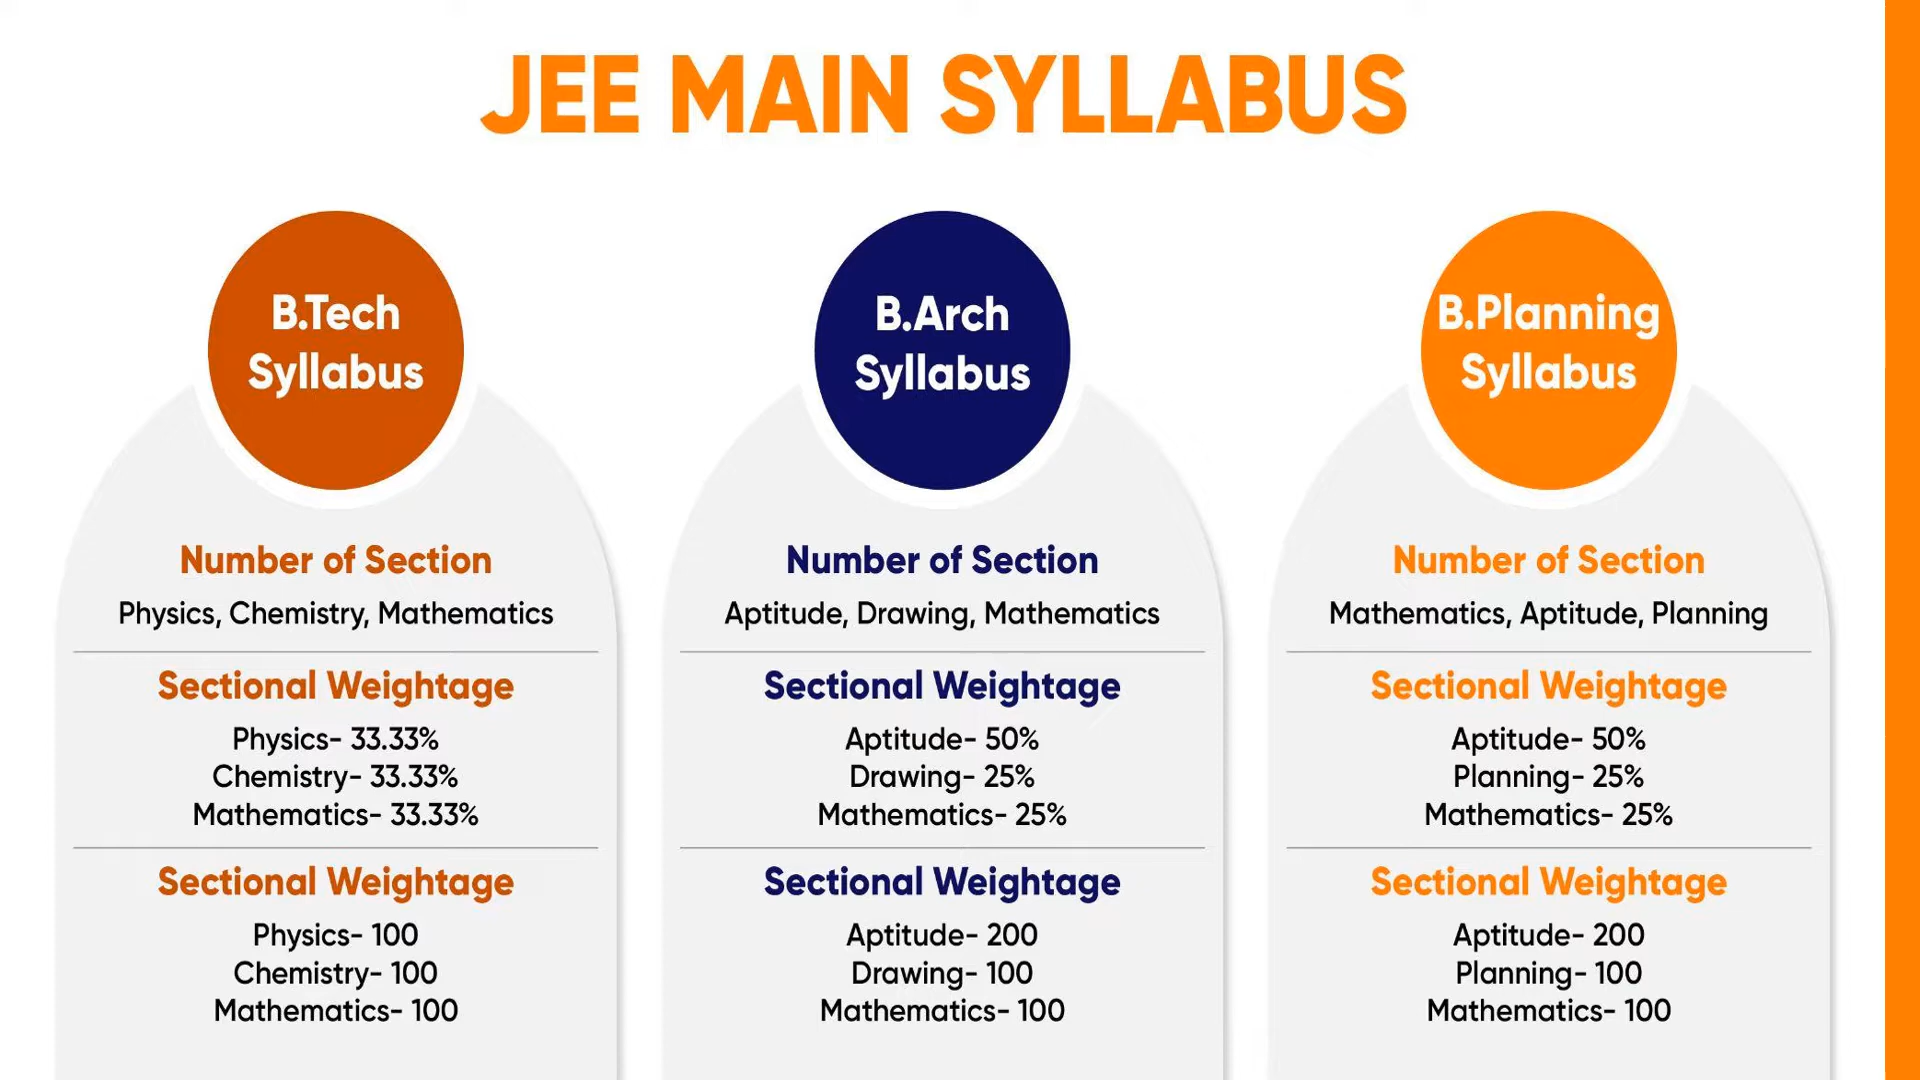 JEE MAIN SYLLABUS
B.Tech
Syllabus
Number of Section
Physics, Chemistry, Mathematics
Sectional Weightage
Physics- 33.33%
Chemistry- 33.33%
Mathematics- 33.33%
Sectional Weightage
Physics- 100
Chemistry- 100
Mathematics- 100
B.Arch
Syllabus
Number of Section
Aptitude, Drawing, Mathematics
Sectional Weightage
Aptitude- 50%
Drawing- 25%
Mathematics- 25%
Sectional Weightage
Aptitude- 200
Drawing- 100
Mathematics- 100
B.Planning
Syllabus
Number of Section
Mathematics, Aptitude, Planning
Sectional Weightage
Aptitude- 50%
Planning- 25%
Mathematics- 25%
Sectional Weightage
Aptitude- 200
Planning- 100
Mathematics- 100